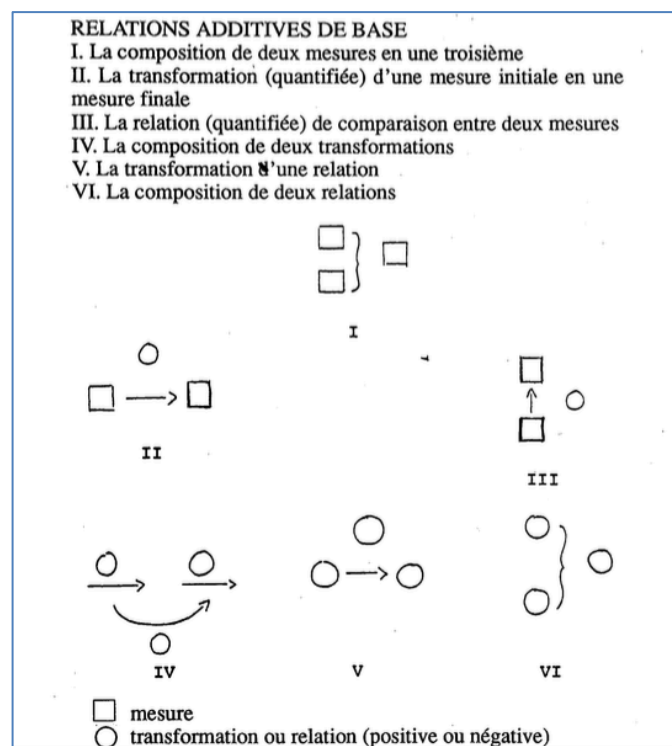 RELATIONS ADDITIVES DE BASE
I. La composition de deux mesures en une troisième
II. La transformation (quantifiée) d'une mesure initiale en une
mesure finale
III. La relation (quantifiée) de comparaison entre deux mesures
IV. La composition de deux transformations
V. La transformation d'une relation
VI. La composition de deux relations
I
II
III
IV
V
VI
mesure
transformation ou relation (positive ou négative)